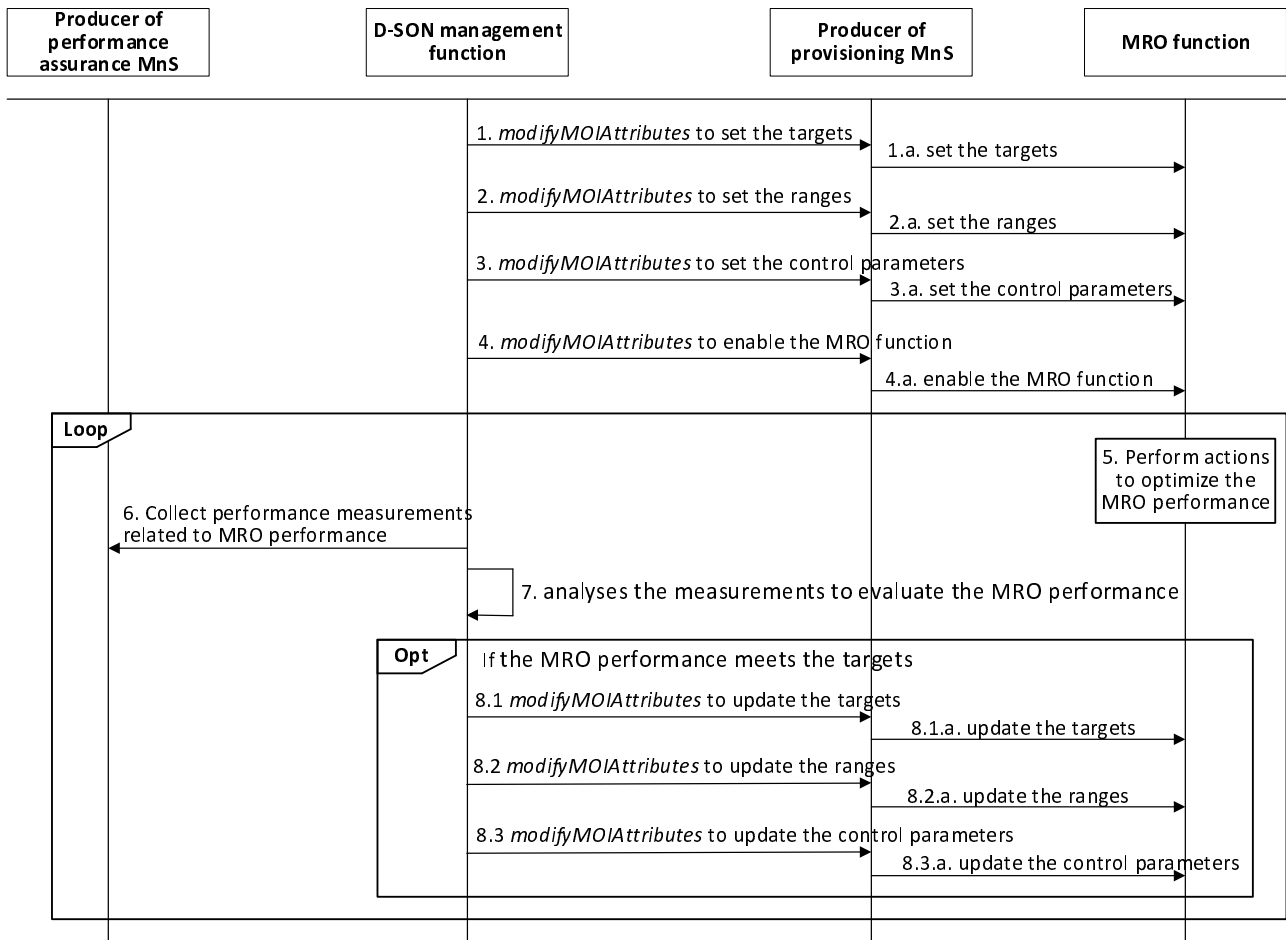 Producer of
performance
assurance MnS
D-SON management
function
Producer of
provisioning MnS
MRO function
1. modifyMOIAttributes to set the targets
1.a. set the targets
2. modifyMOIAttributes to set the ranges
2.a. set the ranges
3. modifyMOIAttributes to set the control parameters
3.a. set the control parameters
4. modifyMOIAttributes to enable the MRO function
4.a. enable the MRO function
Loop
5. Perform actions
to optimize the
MRO performance
6. Collect performance measurements
related to MRO performance
7. analyses the measurements to evaluate the MRO performance
Opt
If the MRO performance meets the targets
8.1 modifyMOIAttributes to update the targets
8.1.a. update the targets
8.2 modifyMOIAttributes to update the ranges
8.2.a. update the ranges
8.3 modifyMOIAttributes to update the control parameters
8.3.a. update the control parameters